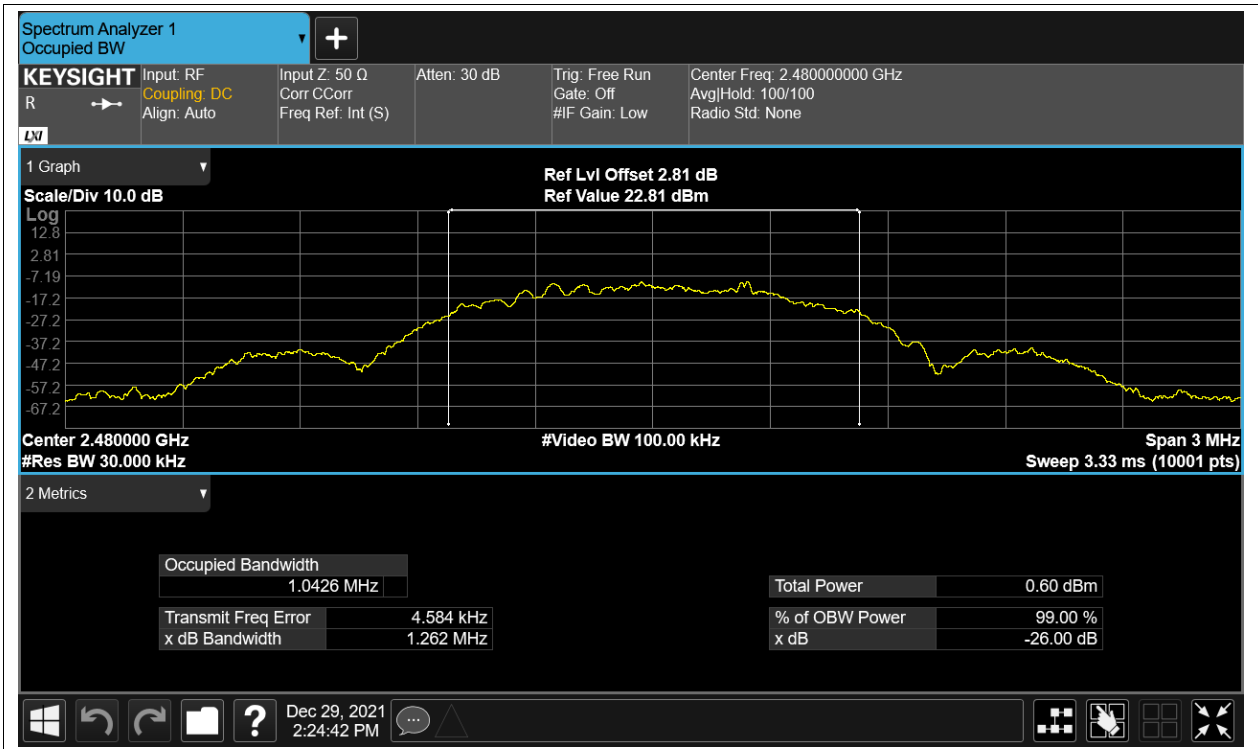 Spectrum Analyzer 1
Occupied BW
KEYSIGHT
R
LXI
Input: RF
Coupling: DC
Align: Auto
Input Z: 50 Ω
Corr CCorr
Freq Ref: Int (S)
Atten: 30 dB
Trig: Free Run
Gate: Off
#IF Gain: Low
Center Freq: 2.480000000 GHz
Avg|Hold: 100/100
Radio Std: None
1 Graph
Scale/Div 10.0 dB
Ref Lvl Offset 2.81 dB
Ref Value 22.81 dBm
Log
12.8
2.81
-7.19
-17.2
-27.2
-37.2
-47.2
-57.2
-67.2
Center 2.480000 GHz
#Res BW 30.000 kHz
#Video BW 100.00 kHz
Span 3 MHz
Sweep 3.33 ms (10001 pts)
2 Metrics
Occupied Bandwidth
1.0426 MHz
Transmit Freq Error 4.584 kHz
x dB Bandwidth 1.262 MHz
Total Power 0.60 dBm
% of OBW Power 99.00 %
x dB -26.00 dB
?
Dec 29, 2021
2:24:42 PM